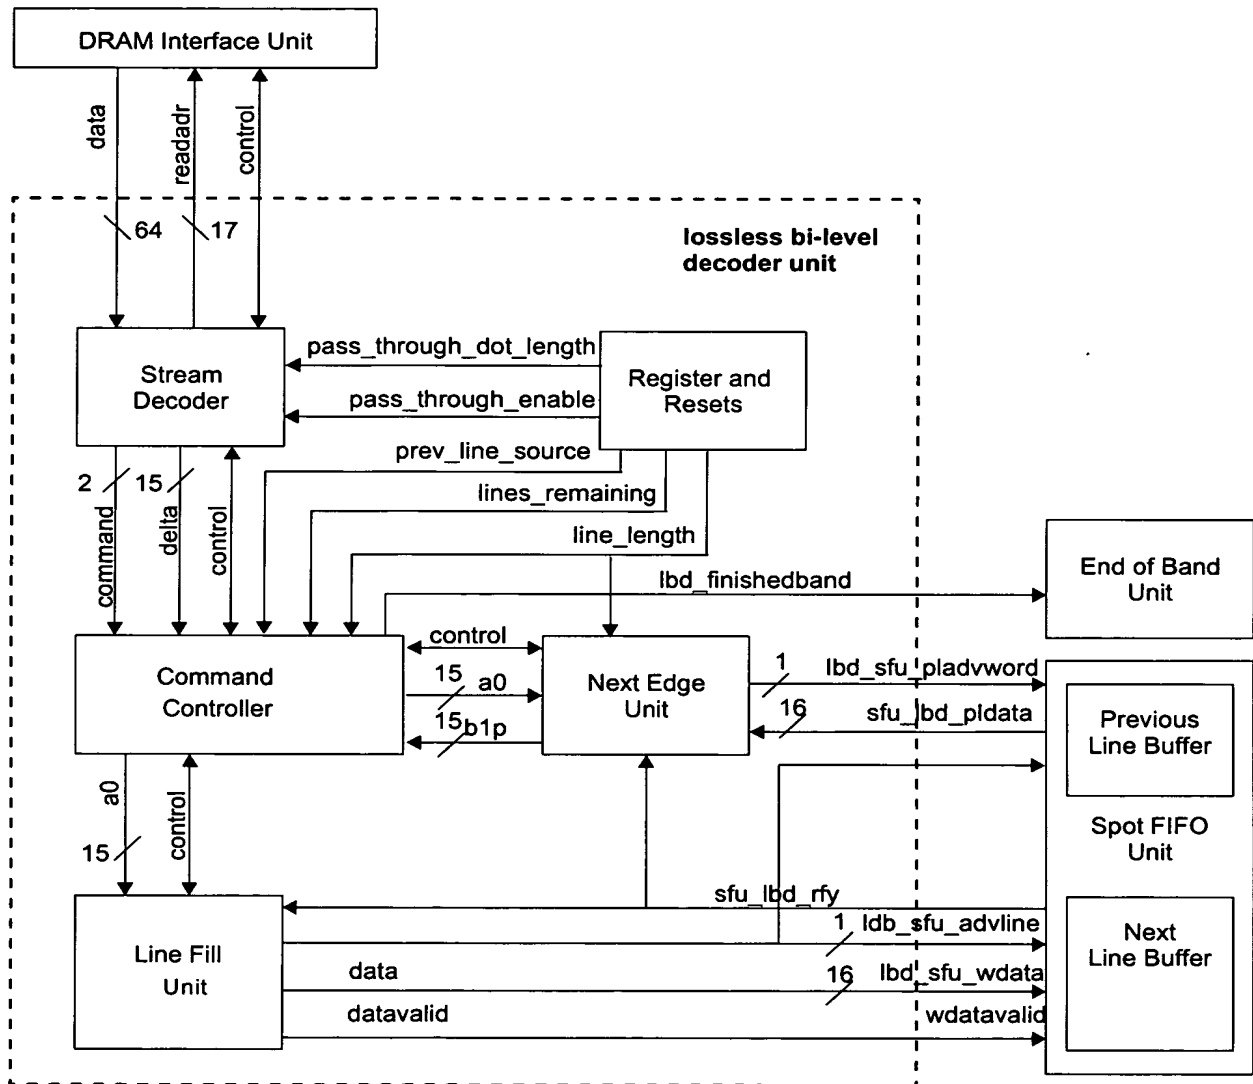 DRAM Interface Unit
data
readadr
control
64
17
lossless bi-level
decoder unit
Stream
Decoder
pass_through_dot_length
pass_through_enable
Register and
Resets
prev_line_source
lines_remaining
line_length
2
15
command
delta
control
lbd_finishedband
End of Band
Unit
Command
Controller
control
15
a0
15
b1p
Next Edge
Unit
1
lbd_sfu_pladvword
16
sfu_lbd_pldata
Previous
Line Buffer
Spot FIFO
Unit
a0
15
control
sfu_lbd_rfy
1
ldb_sfu_advline
Line Fill
Unit
data
16
lbd_sfu_wdata
datavalid
wdatavalid
Next
Line Buffer